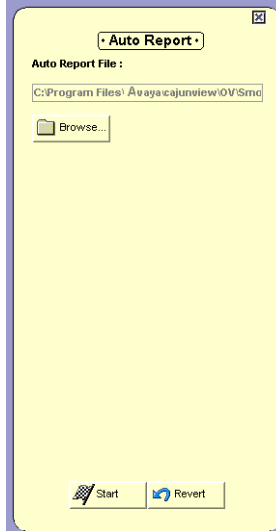 • Auto Report •
Auto Report File :
C:\Program Files\ Avaya\cajunview\OV\Smo
Browse...
Start
Revert